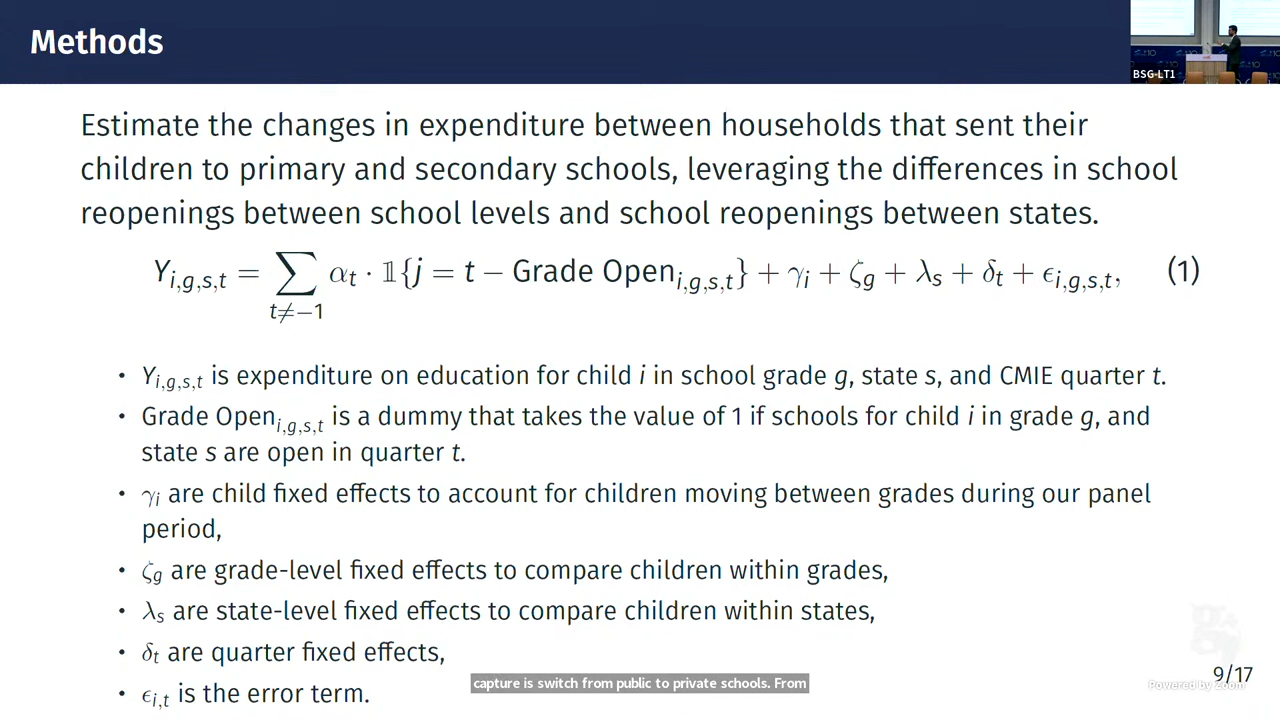 Methods
BSG-LT1
Estimate the changes in expenditure between households that sent their
children to primary and secondary schools, leveraging the differences in school
reopenings between school levels and school reopenings between states.
Y_{i,g,s,t} = ∑_{t≠−1} α_t · 𝟙{j = t − Grade Open_{i,g,s,t}} + γ_i + ζ_g + λ_s + δ_t + ϵ_{i,g,s,t}, (1)
• Y_{i,g,s,t} is expenditure on education for child i in school grade g, state s, and CMIE quarter t.
• Grade Open_{i,g,s,t} is a dummy that takes the value of 1 if schools for child i in grade g, and
state s are open in quarter t.
• γ_i are child fixed effects to account for children moving between grades during our panel
period,
• ζ_g are grade-level fixed effects to compare children within grades,
• λ_s are state-level fixed effects to compare children within states,
• δ_t are quarter fixed effects,
• ϵ_{i,t} is the error term.
capture is switch from public to private schools. From
9/17
Powered by Zoom